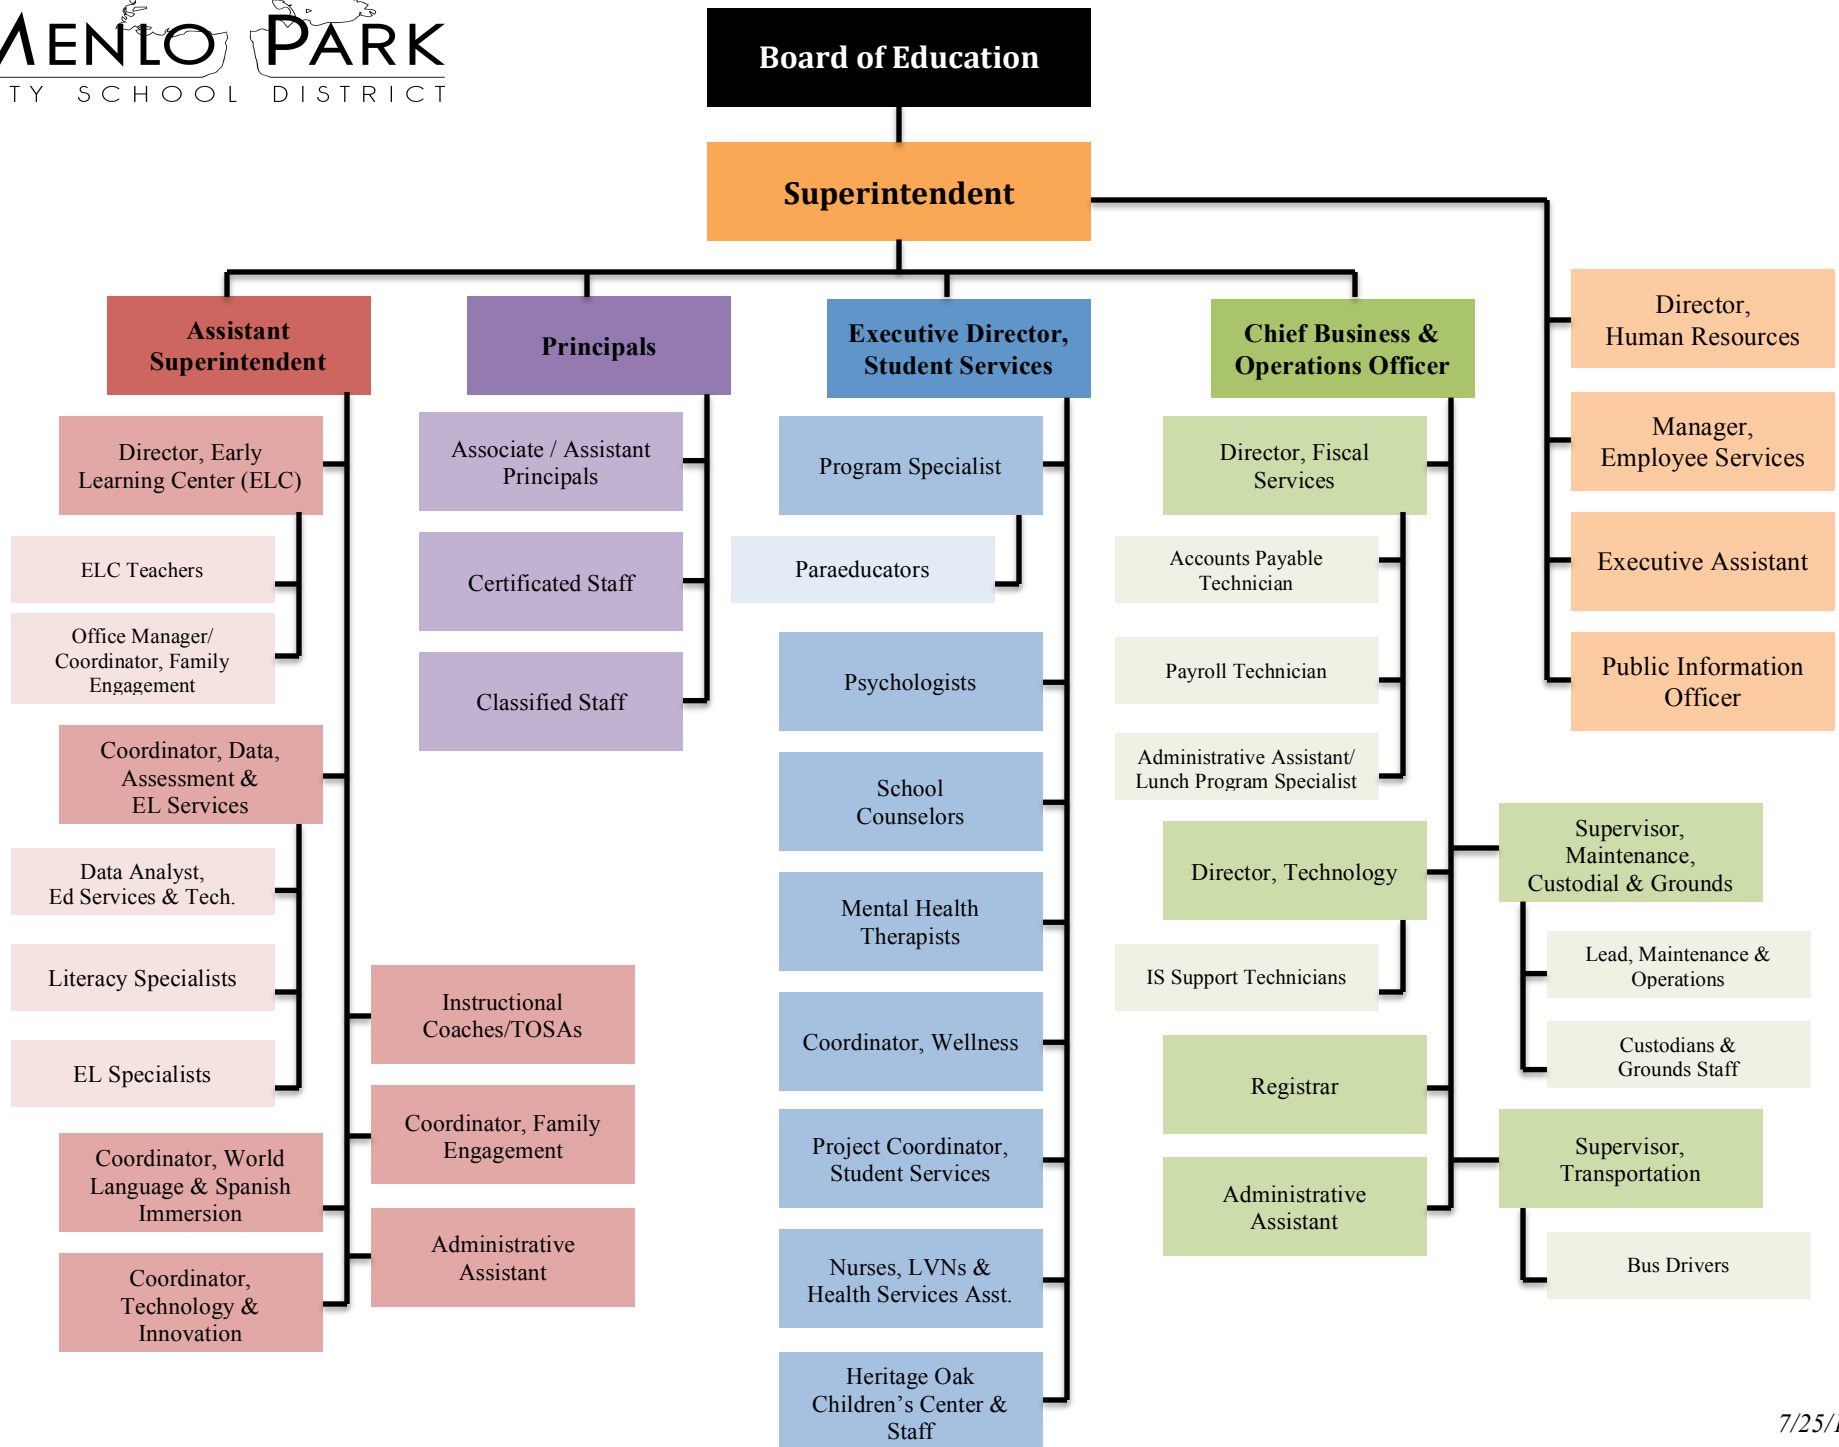 MENLO PARK
TY SCHOOL DISTRICT
Board of Education
Superintendent
Assistant
Superintendent
Director, Early
Learning Center (ELC)
ELC Teachers
Office Manager/
Coordinator, Family
Engagement
Coordinator, Data,
Assessment &
EL Services
Data Analyst,
Ed Services & Tech.
Literacy Specialists
EL Specialists
Coordinator, World
Language & Spanish
Immersion
Coordinator,
Technology &
Innovation
Instructional
Coaches/TOSAs
Coordinator, Family
Engagement
Administrative
Assistant
Principals
Associate / Assistant
Principals
Certificated Staff
Classified Staff
Executive Director,
Student Services
Program Specialist
Paraeducators
Psychologists
School
Counselors
Mental Health
Therapists
Coordinator, Wellness
Project Coordinator,
Student Services
Nurses, LVNs &
Health Services Asst.
Heritage Oak
Children’s Center &
Staff
Chief Business &
Operations Officer
Director, Fiscal
Services
Accounts Payable
Technician
Payroll Technician
Administrative Assistant/
Lunch Program Specialist
Director, Technology
IS Support Technicians
Registrar
Administrative
Assistant
Supervisor,
Maintenance,
Custodial & Grounds
Lead, Maintenance &
Operations
Custodians &
Grounds Staff
Supervisor,
Transportation
Bus Drivers
Director,
Human Resources
Manager,
Employee Services
Executive Assistant
Public Information
Officer
7/25/1